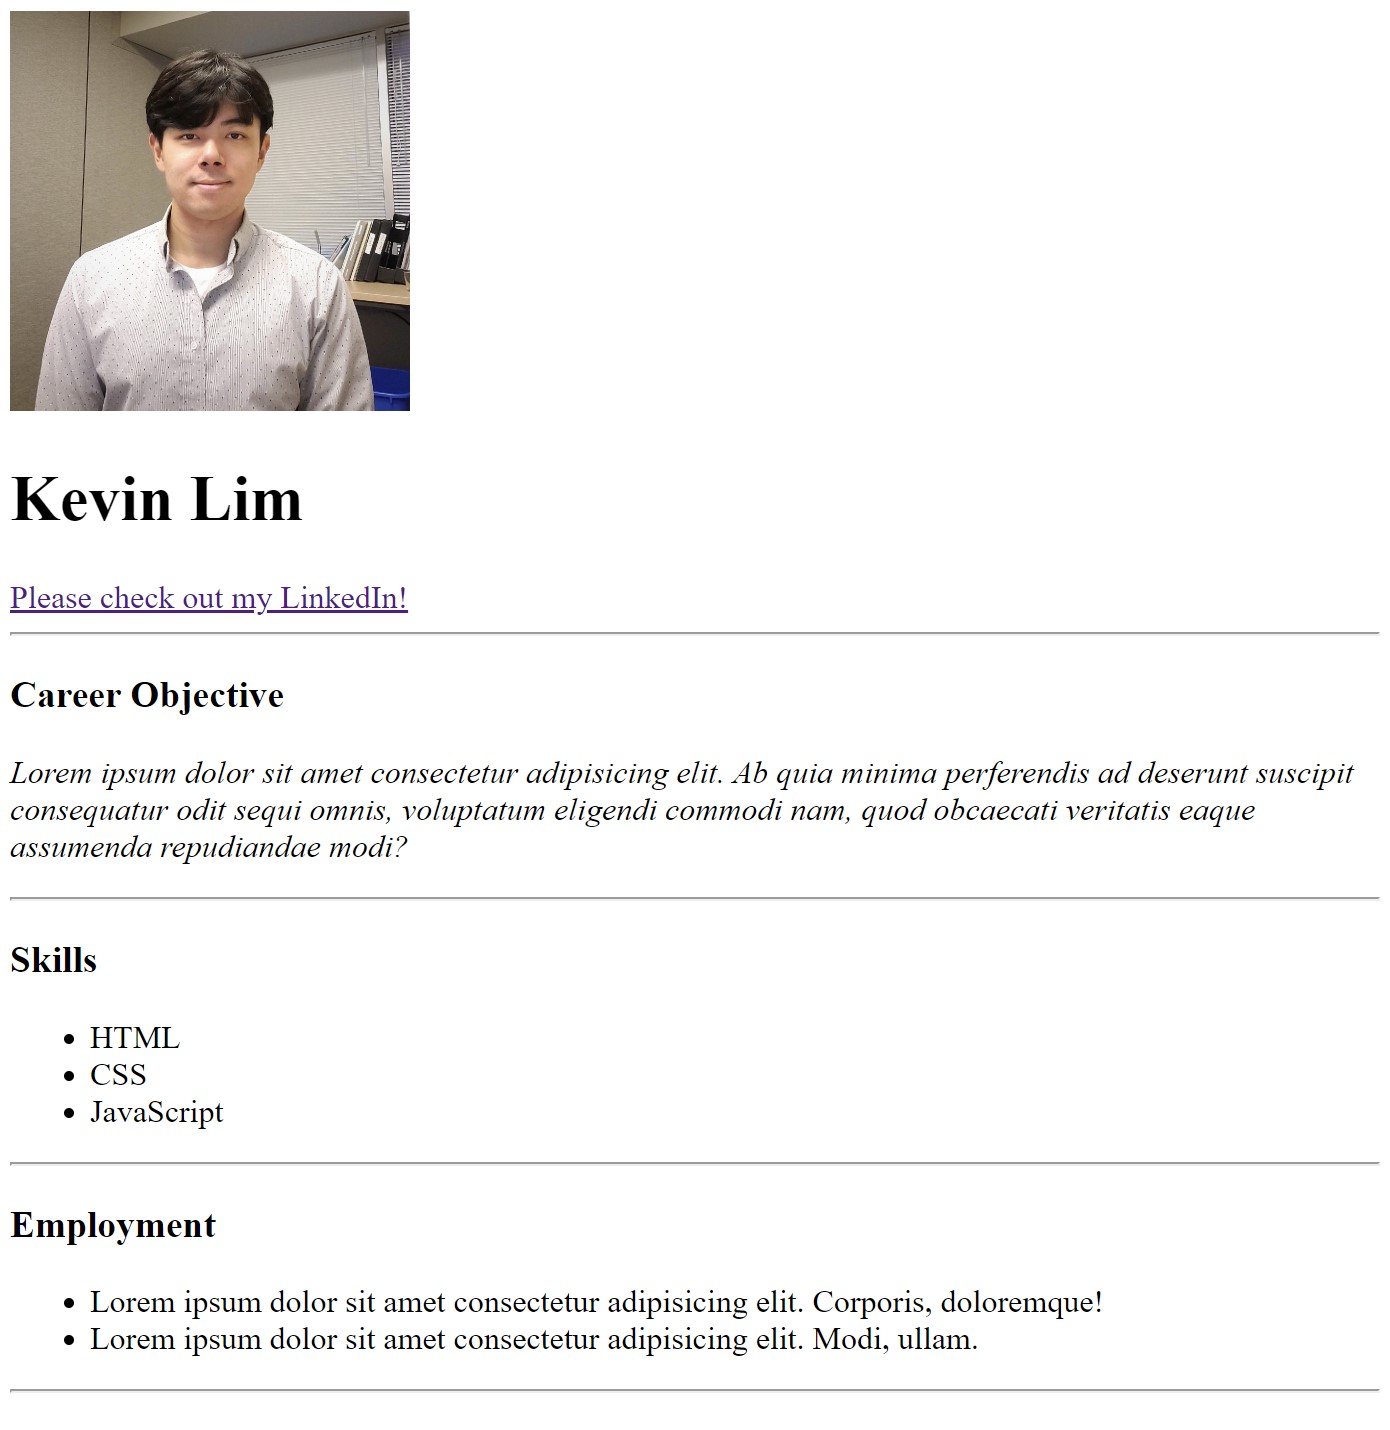 Kevin Lim
Please check out my LinkedIn!
Career Objective
Lorem ipsum dolor sit amet consectetur adipisicing elit. Ab quia minima perferendis ad deserunt suscipit
consequatur odit sequi omnis, voluptatum eligendi commodi nam, quod obcaecati veritatis eaque
assumenda repudiandae modi?
Skills
HTML
CSS
JavaScript
Employment
Lorem ipsum dolor sit amet consectetur adipisicing elit. Corporis, doloremque!
Lorem ipsum dolor sit amet consectetur adipisicing elit. Modi, ullam.